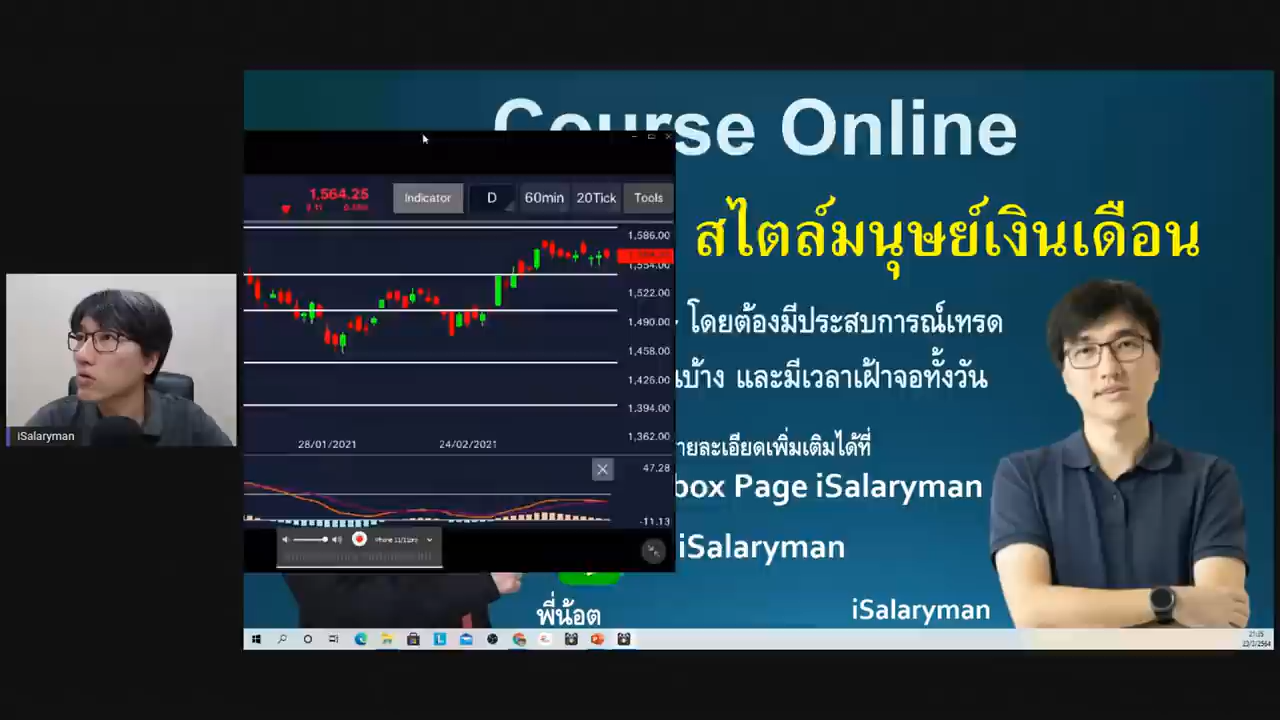 Course Online
สไตล์มนุษย์เงินเดือน
โดยต้องมีประสบการณ์เทรด
บ้าง และมีเวลาเฝ้าจอทั้งวัน
ายละเอียดเพิ่มเติมได้ที่
box Page iSalaryman
iSalaryman
พี่น้อต
iSalaryman
1,564.25
Indicator
D
60min
20Tick
Tools
1,586.00
1,554.00
1,522.00
1,490.00
1,458.00
1,426.00
1,394.00
1,362.00
28/01/2021
24/02/2021
47.28
-11.13
iSalaryman